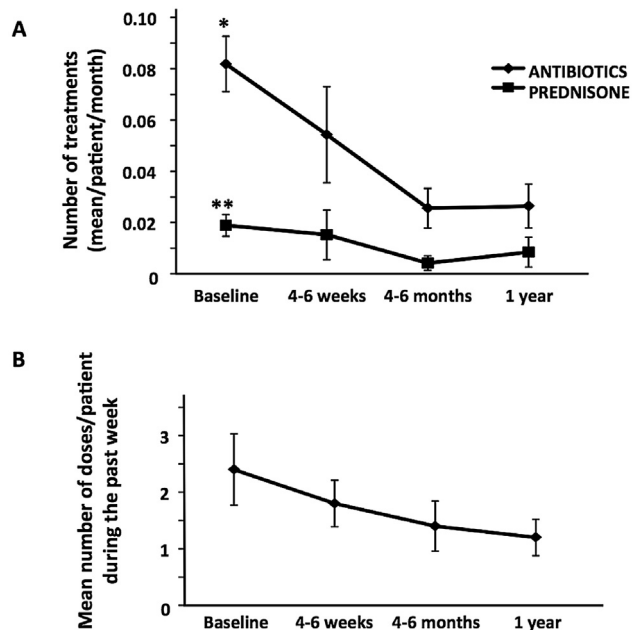 A
Number of treatments
(mean/patient/month)
0.10
0.08
0.06
0.04
0.02
0
*
**
ANTIBIOTICS
PREDNISONE
Baseline
4-6 weeks
4-6 months
1 year
B
Mean number of doses/patient
during the past week
3
2
1
0
Baseline
4-6 weeks
4-6 months
1 year